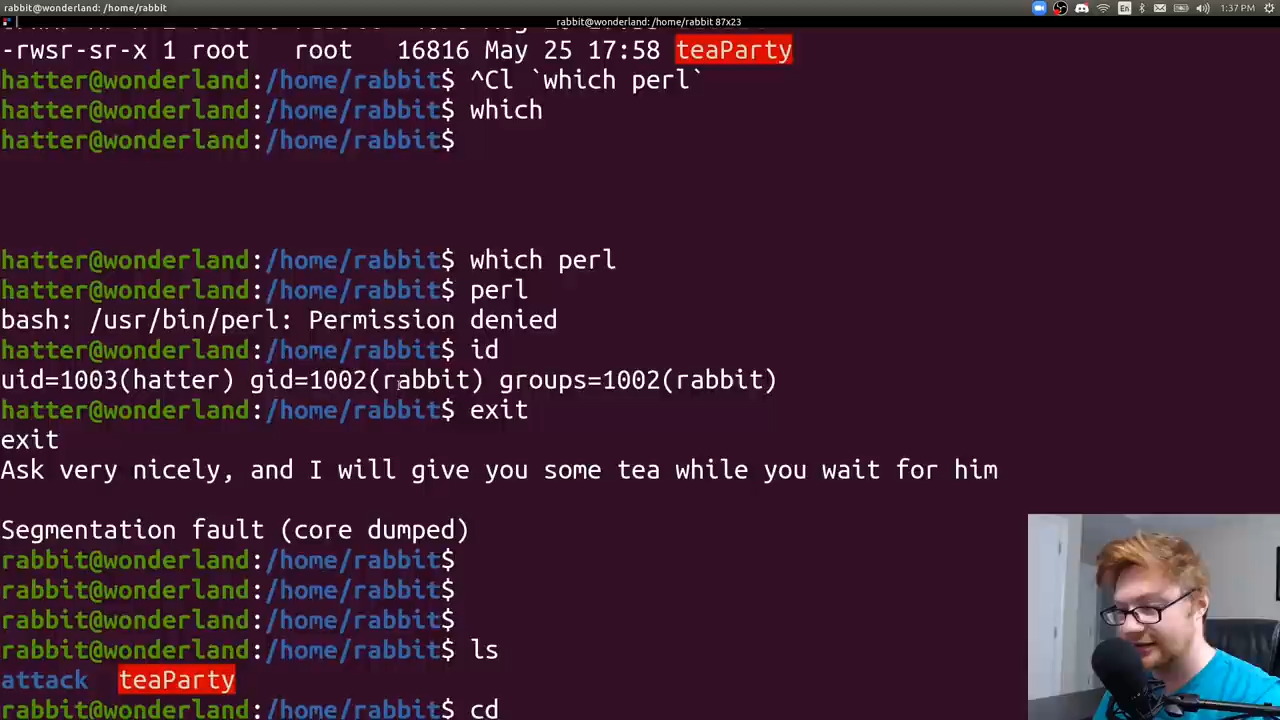 rabbit@wonderland: /home/rabbit
En
1:37 PM
rabbit@wonderland: /home/rabbit 87x23
-rwsr-sr-x 1 root   root   16816 May 25 17:58 teaParty
hatter@wonderland:/home/rabbit$ ^Cl `which perl`
hatter@wonderland:/home/rabbit$ which
hatter@wonderland:/home/rabbit$
hatter@wonderland:/home/rabbit$ which perl
hatter@wonderland:/home/rabbit$ perl
bash: /usr/bin/perl: Permission denied
hatter@wonderland:/home/rabbit$ id
uid=1003(hatter) gid=1002(rabbit) groups=1002(rabbit)
hatter@wonderland:/home/rabbit$ exit
exit
Ask very nicely, and I will give you some tea while you wait for him
Segmentation fault (core dumped)
rabbit@wonderland:/home/rabbit$
rabbit@wonderland:/home/rabbit$
rabbit@wonderland:/home/rabbit$
rabbit@wonderland:/home/rabbit$ ls
attack  teaParty
rabbit@wonderland:/home/rabbit$ cd